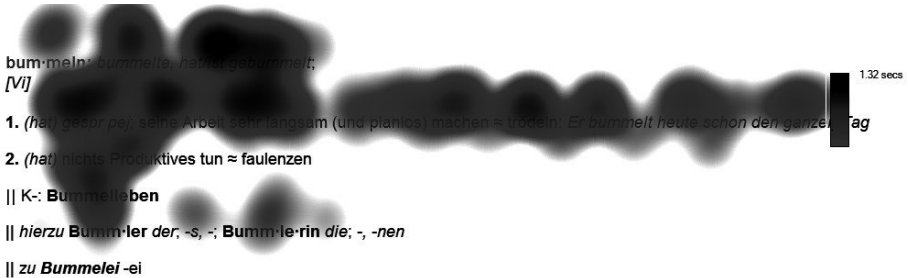 bum·meln; bummelte, hat/ist gebummelt;
[Vi]
1.32 secs
1. (hat) gespr pej; seine Arbeit sehr langsam (und planlos) machen ≈ trödeln: Er bummelt heute schon den ganzen Tag
2. (hat) nichts Produktives tun ≈ faulenzen
|| K-: Bummelleben
|| hierzu Bumm·ler der; -s, -; Bumm·le·rin die; -, -nen
|| zu Bummelei -ei